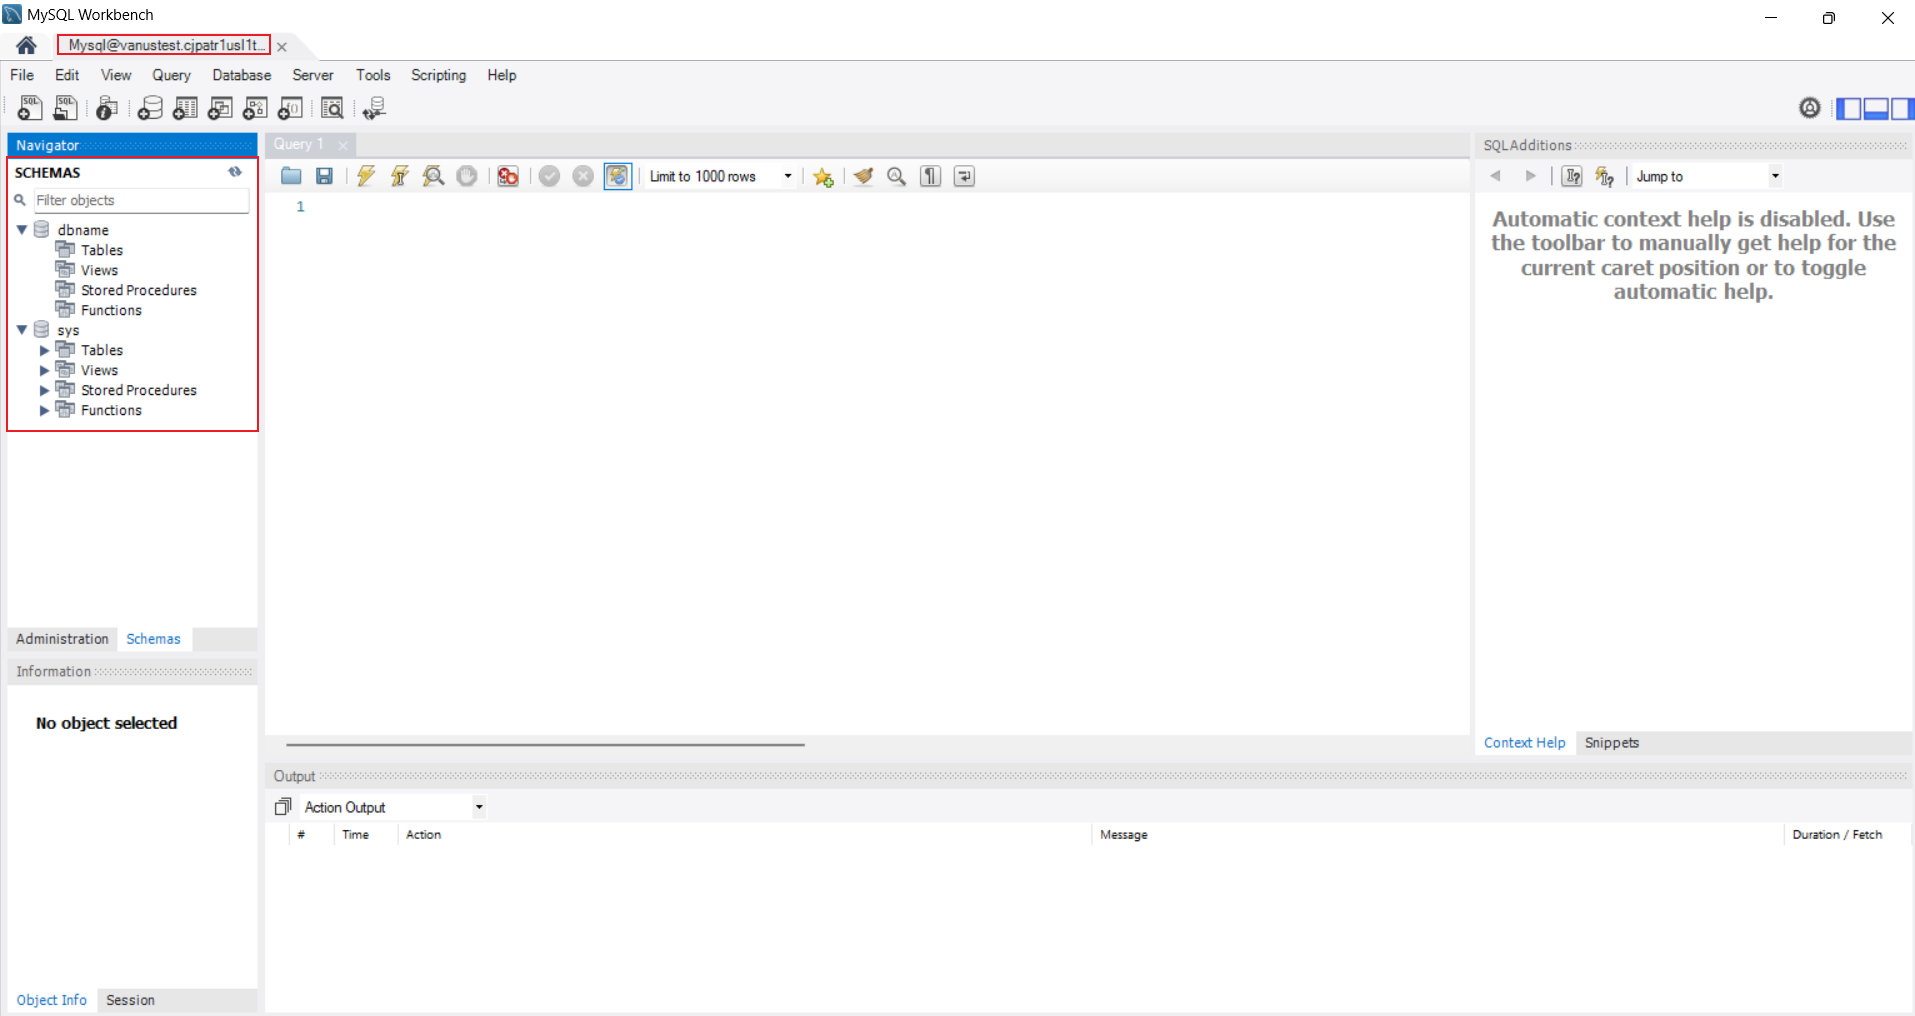 MySQL Workbench
Mysql@vanustest.cjpatr1usl1t...
File Edit View Query Database Server Tools Scripting Help
Navigator
SCHEMAS
Filter objects
dbname
Tables
Views
Stored Procedures
Functions
sys
Tables
Views
Stored Procedures
Functions
Administration Schemas
Information
No object selected
Object Info Session
Query 1
Limit to 1000 rows
1
SQLAdditions
Jump to
Automatic context help is disabled. Use
the toolbar to manually get help for the
current caret position or to toggle
automatic help.
Context Help Snippets
Output
Action Output
# Time Action Message Duration / Fetch